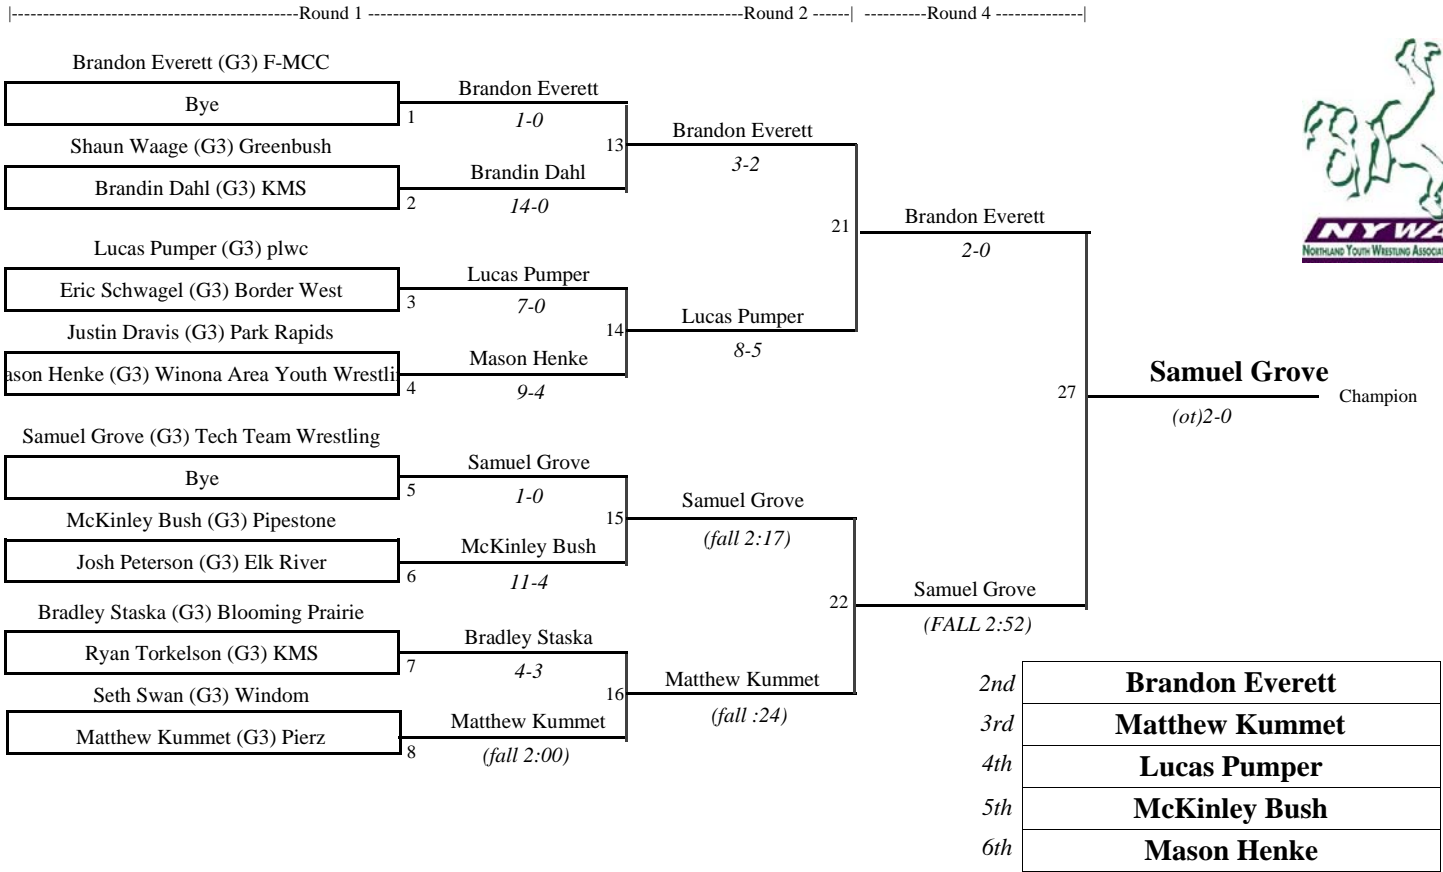 |----------------------------------------------Round 1 -------------------------------------------------------------Round 2 ------| ----------Round 4 --------------|
Brandon Everett (G3) F-MCC
Bye
1
Shaun Waage (G3) Greenbush
Brandin Dahl (G3) KMS
2
Lucas Pumper (G3) plwc
Eric Schwagel (G3) Border West
3
Justin Dravis (G3) Park Rapids
ason Henke (G3) Winona Area Youth Wrestli
4
Samuel Grove (G3) Tech Team Wrestling
Bye
5
McKinley Bush (G3) Pipestone
Josh Peterson (G3) Elk River
6
Bradley Staska (G3) Blooming Prairie
Ryan Torkelson (G3) KMS
7
Seth Swan (G3) Windom
Matthew Kummet (G3) Pierz
8
Brandon Everett
1-0
13
Brandin Dahl
14-0
Lucas Pumper
7-0
14
Mason Henke
9-4
Samuel Grove
1-0
15
McKinley Bush
11-4
Bradley Staska
4-3
16
Matthew Kummet
(fall 2:00)
Brandon Everett
3-2
21
Lucas Pumper
8-5
Samuel Grove
(fall 2:17)
22
Matthew Kummet
(fall :24)
Brandon Everett
2-0
27
Samuel Grove
(FALL 2:52)
Samuel Grove
Champion
(ot)2-0
NYWA
NORTHLAND YOUTH WRESTLING ASSOCIAT
2nd Brandon Everett
3rd Matthew Kummet
4th Lucas Pumper
5th McKinley Bush
6th Mason Henke